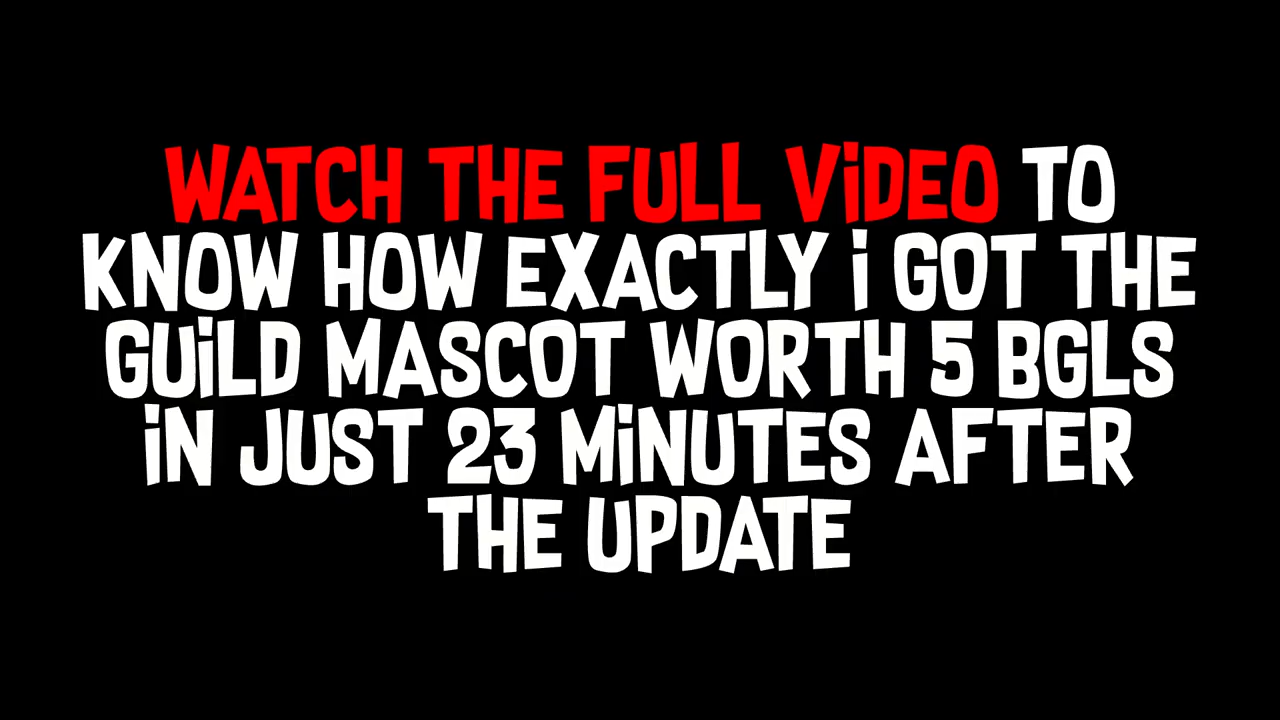 WATCH THE FULL VIDEO TO
KNOW HOW EXACTLY i GOT THE
GUILD MASCOT WORTH 5 BGLS
IN JUST 23 MINUTES AFTER
THE UPDATE